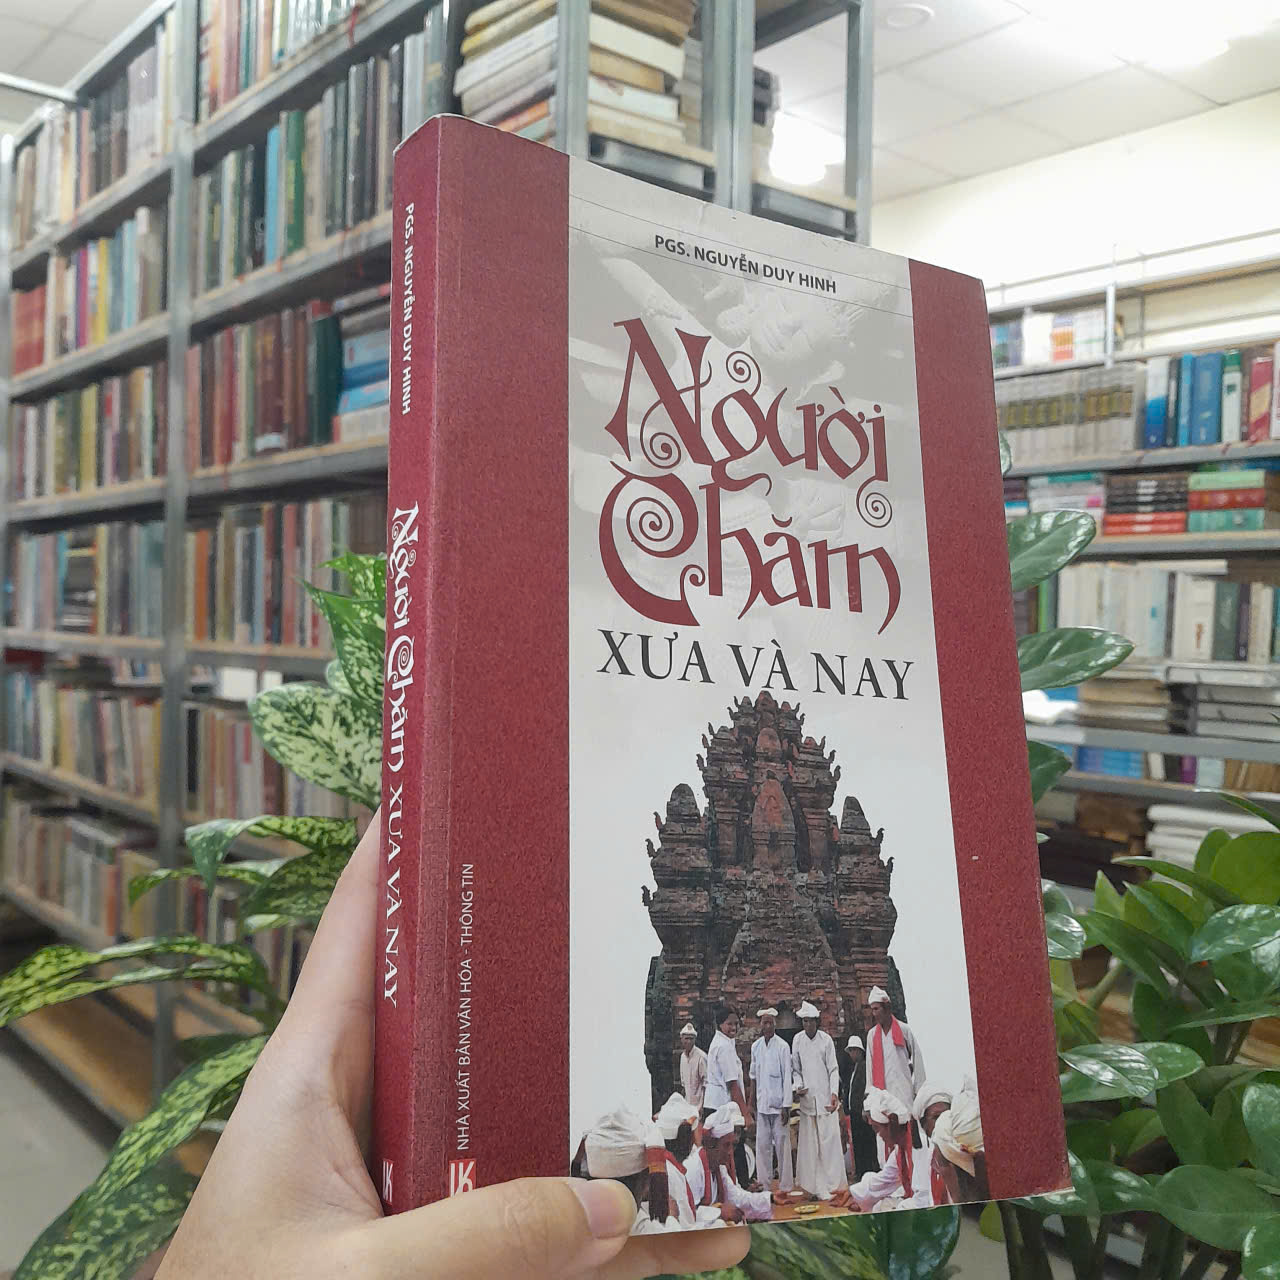 PGS. NGUYỄN DUY HINH
Người
Chăm
XƯA VÀ NAY
PGS. NGUYỄN DUY HINH
Người Chăm XƯA VÀ NAY
NHÀ XUẤT BẢN VĂN HÓA - THÔNG TIN